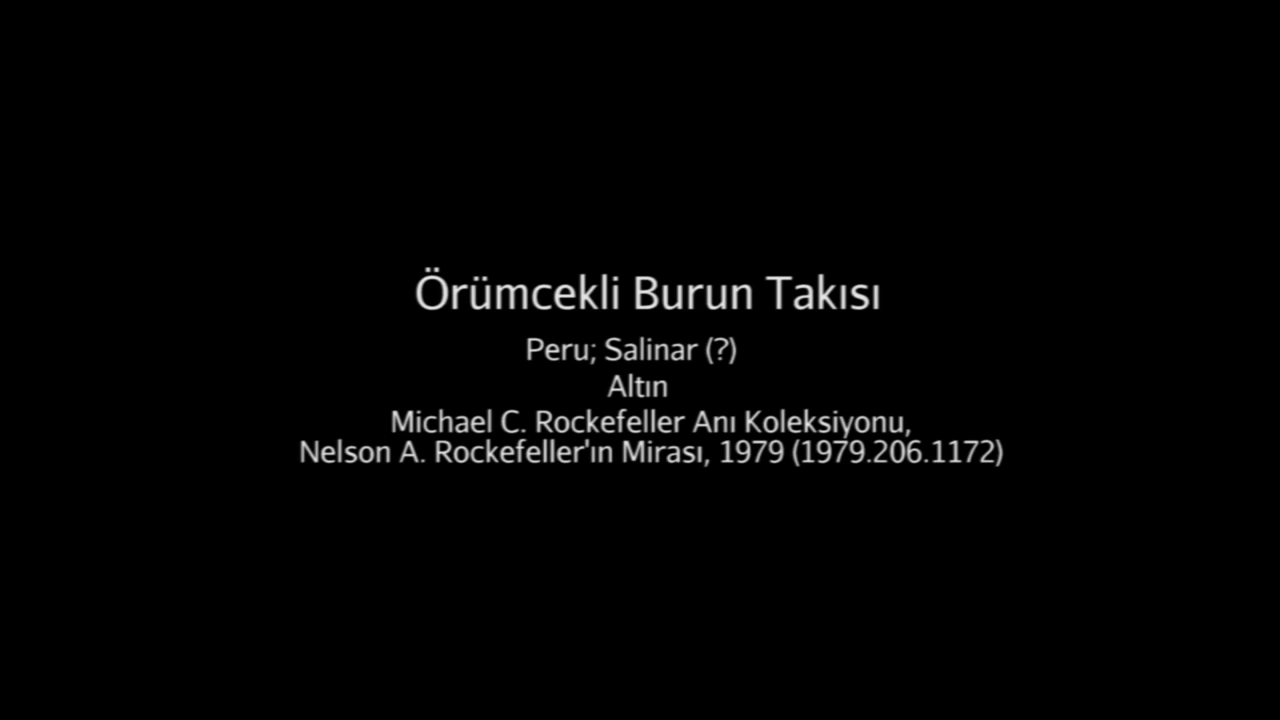 Örümcekli Burun Takısı
Peru; Salinar (?)
Altın
Michael C. Rockefeller Anı Koleksiyonu,
Nelson A. Rockefeller'ın Mirası, 1979 (1979.206.1172)